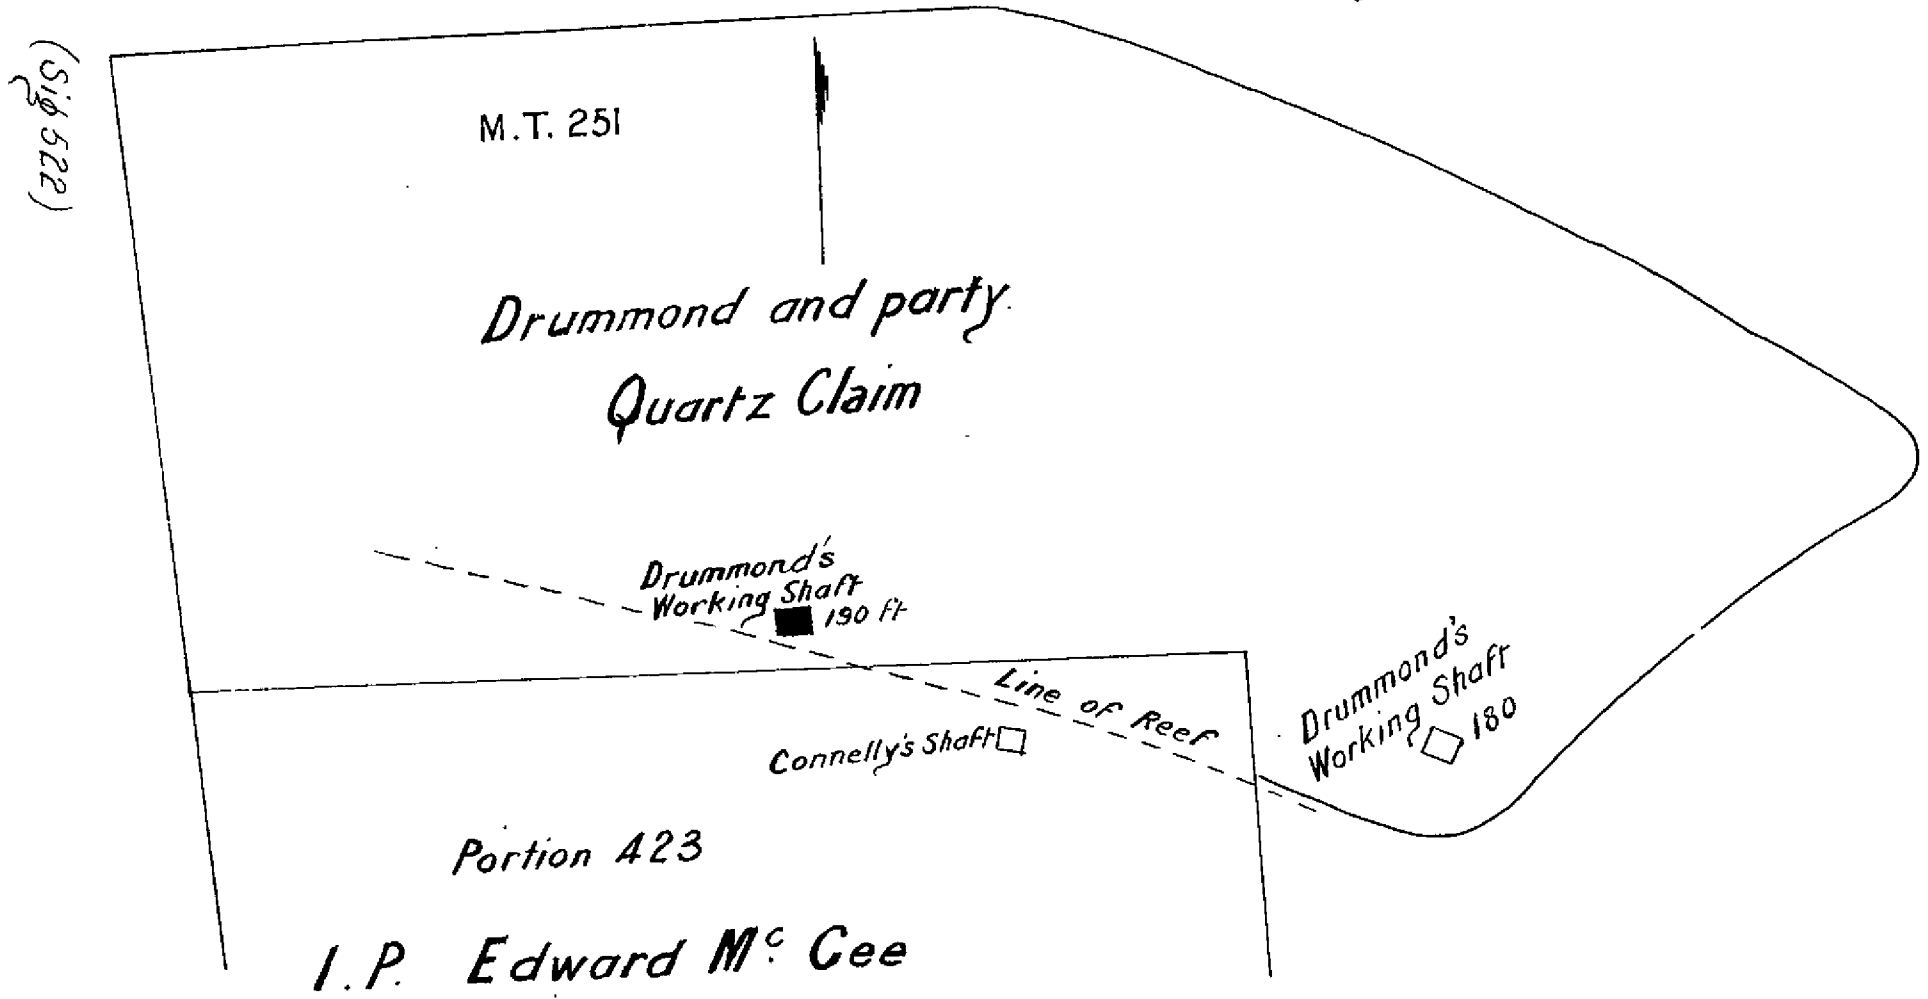 (Sig 522)
M.T. 251
Drummond and party
Quartz Claim
Drummond's
Working Shaft
190 ft
Line of Reef
Drummond's
Working Shaft
180
Connelly's Shaft
Portion 423
I.P. Edward Mc Gee